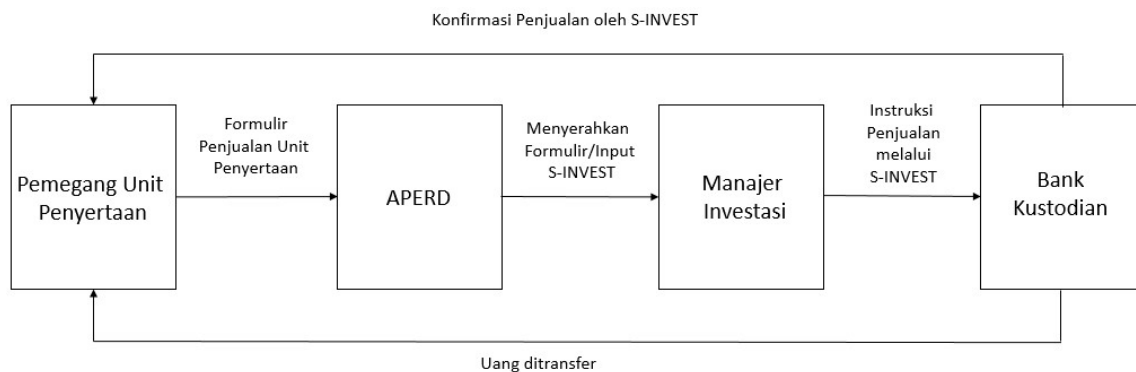 Konfirmasi Penjualan oleh S-INVEST
Pemegang Unit
Penyertaan
Formulir
Penjualan Unit
Penyertaan
APERD
Menyerahkan
Formulir/Input
S-INVEST
Manajer
Investasi
Instruksi
Penjualan
melalui
S-INVEST
Bank
Kustodian
Uang ditransfer